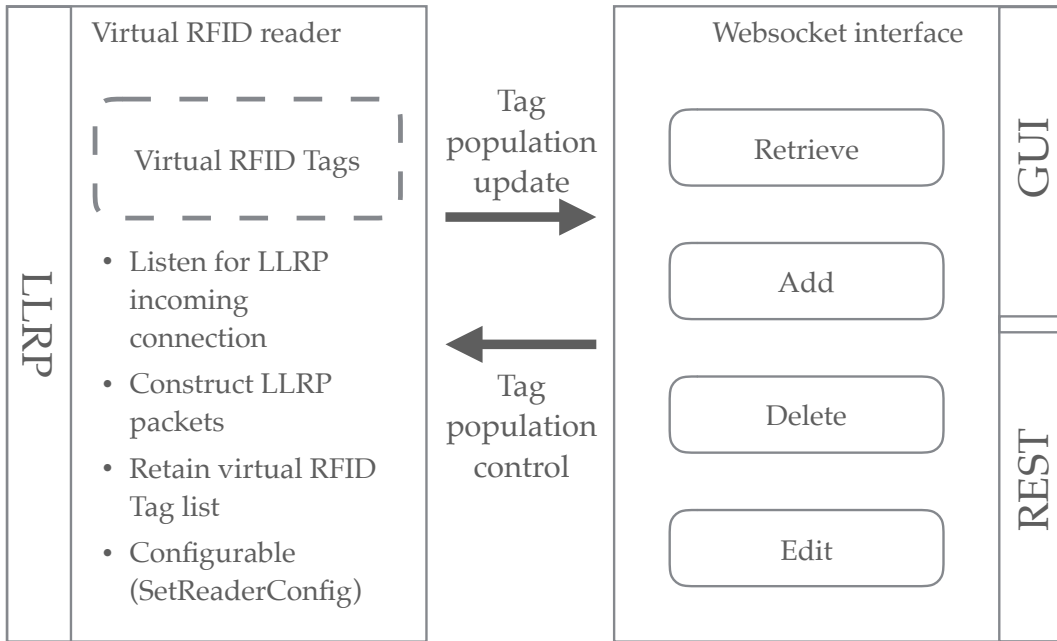 LLRP
Virtual RFID reader
Virtual RFID Tags
• Listen for LLRP
incoming
connection
• Construct LLRP
packets
• Retain virtual RFID
Tag list
• Configurable
(SetReaderConfig)
Tag
population
update
Tag
population
control
Websocket interface
Retrieve
Add
Delete
Edit
GUI
REST